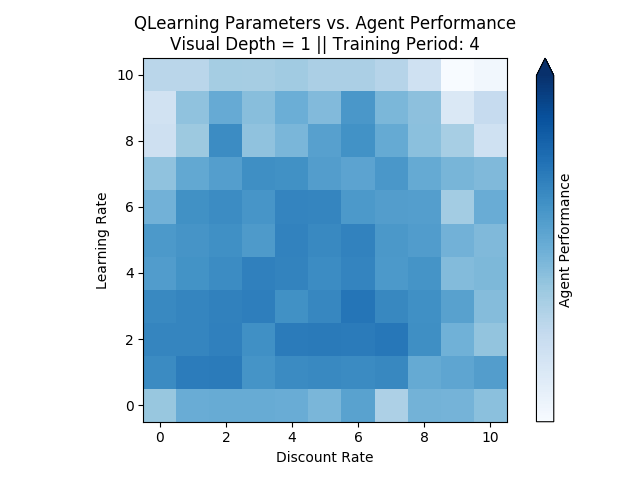 QLearning Parameters vs. Agent Performance
Visual Depth = 1 || Training Period: 4
10
8
6
4
2
0
Learning Rate
0 2 4 6 8 10
Discount Rate
Agent Performance